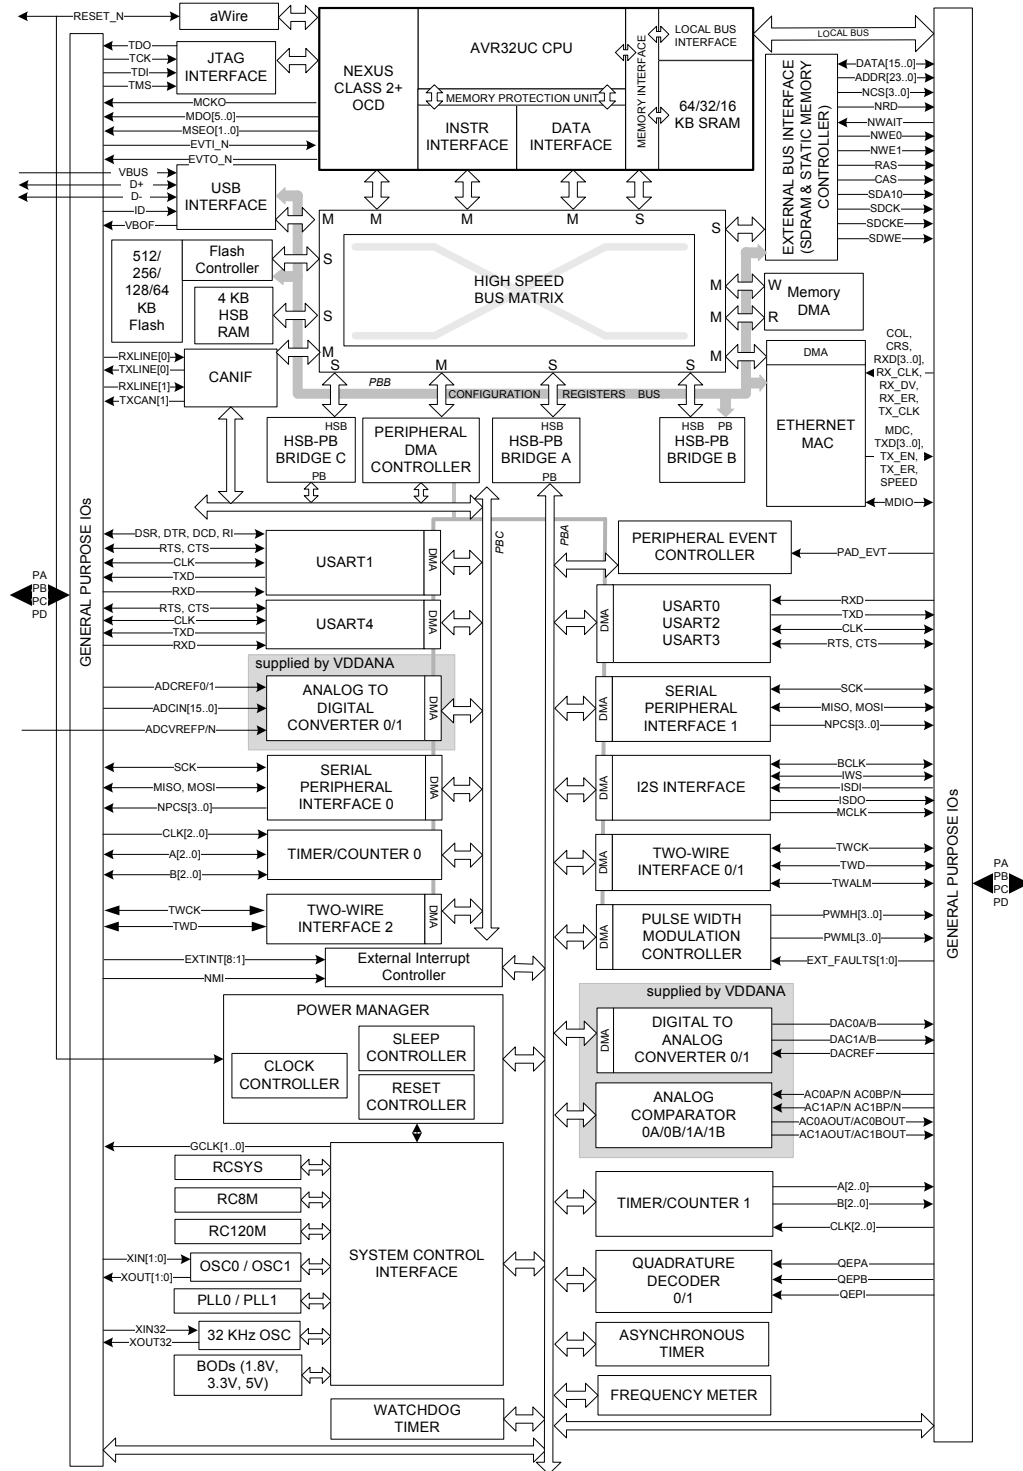 RESET_N
aWire
TDO
TCK
TDI
TMS
JTAG
INTERFACE
MCKO
MDO[5..0]
MSEO[1..0]
EVTI_N
EVTO_N
NEXUS
CLASS 2+
OCD
AVR32UC CPU
MEMORY PROTECTION UNIT
INSTR
INTERFACE
DATA
INTERFACE
MEMORY INTERFACE
LOCAL BUS
INTERFACE
64/32/16
KB SRAM
LOCAL BUS
EXTERNAL BUS INTERFACE
(SDRAM & STATIC MEMORY
CONTROLLER)
DATA[15..0]
ADDR[23..0]
NCS[3..0]
NRD
NWAIT
NWE0
NWE1
RAS
CAS
SDA10
SDCK
SDCKE
SDWE
VBUS
D+
D-
ID
VBOF
USB
INTERFACE
512/
256/
128/64
KB
Flash
Flash
Controller
4 KB
HSB
RAM
RXLINE[0]
TXLINE[0]
RXLINE[1]
TXCAN[1]
CANIF
M
M
M
M
S
S
S
S
M
M
M
M
S
M
S
S
HIGH SPEED
BUS MATRIX
W
R
Memory
DMA
DMA
ETHERNET
MAC
COL,
CRS,
RXD[3..0],
RX_CLK,
RX_DV,
RX_ER,
TX_CLK
MDC,
TXD[3..0],
TX_EN,
TX_ER,
SPEED
MDIO
PBB
CONFIGURATION REGISTERS BUS
HSB
HSB-PB
BRIDGE C
PB
PERIPHERAL
DMA
CONTROLLER
HSB
HSB-PB
BRIDGE A
PB
HSB
PB
HSB-PB
BRIDGE B
PBC
PBA
GENERAL PURPOSE IOs
PA
PB
PC
PD
DSR, DTR, DCD, RI
RTS, CTS
CLK
TXD
RXD
USART1
DMA
RTS, CTS
CLK
TXD
RXD
USART4
DMA
supplied by VDDANA
ADCREF0/1
ADCIN[15..0]
ADCVREFP/N
ANALOG TO
DIGITAL
CONVERTER 0/1
DMA
SCK
MISO, MOSI
NPCS[3..0]
SERIAL
PERIPHERAL
INTERFACE 0
DMA
CLK[2..0]
A[2..0]
B[2..0]
TIMER/COUNTER 0
TWCK
TWD
TWO-WIRE
INTERFACE 2
DMA
EXTINT[8:1]
NMI
External Interrupt
Controller
POWER MANAGER
CLOCK
CONTROLLER
SLEEP
CONTROLLER
RESET
CONTROLLER
GCLK[1..0]
RCSYS
RC8M
RC120M
XIN[1:0]
XOUT[1:0]
OSC0 / OSC1
PLL0 / PLL1
XIN32
XOUT32
32 KHz OSC
BODs (1.8V,
3.3V, 5V)
SYSTEM CONTROL
INTERFACE
WATCHDOG
TIMER
PERIPHERAL EVENT
CONTROLLER
PAD_EVT
DMA
USART0
USART2
USART3
RXD
TXD
CLK
RTS, CTS
DMA
SERIAL
PERIPHERAL
INTERFACE 1
SCK
MISO, MOSI
NPCS[3..0]
DMA
I2S INTERFACE
BCLK
IWS
ISDI
ISDO
MCLK
DMA
TWO-WIRE
INTERFACE 0/1
TWCK
TWD
TWALM
DMA
PULSE WIDTH
MODULATION
CONTROLLER
PWMH[3..0]
PWML[3..0]
EXT_FAULTS[1:0]
supplied by VDDANA
DMA
DIGITAL TO
ANALOG
CONVERTER 0/1
DAC0A/B
DAC1A/B
DACREF
ANALOG
COMPARATOR
0A/0B/1A/1B
AC0AP/N AC0BP/N
AC1AP/N AC1BP/N
AC0AOUT/AC0BOUT
AC1AOUT/AC1BOUT
TIMER/COUNTER 1
A[2..0]
B[2..0]
CLK[2..0]
QUADRATURE
DECODER
0/1
QEPA
QEPB
QEPI
ASYNCHRONOUS
TIMER
FREQUENCY METER
GENERAL PURPOSE IOs
PA
PB
PC
PD